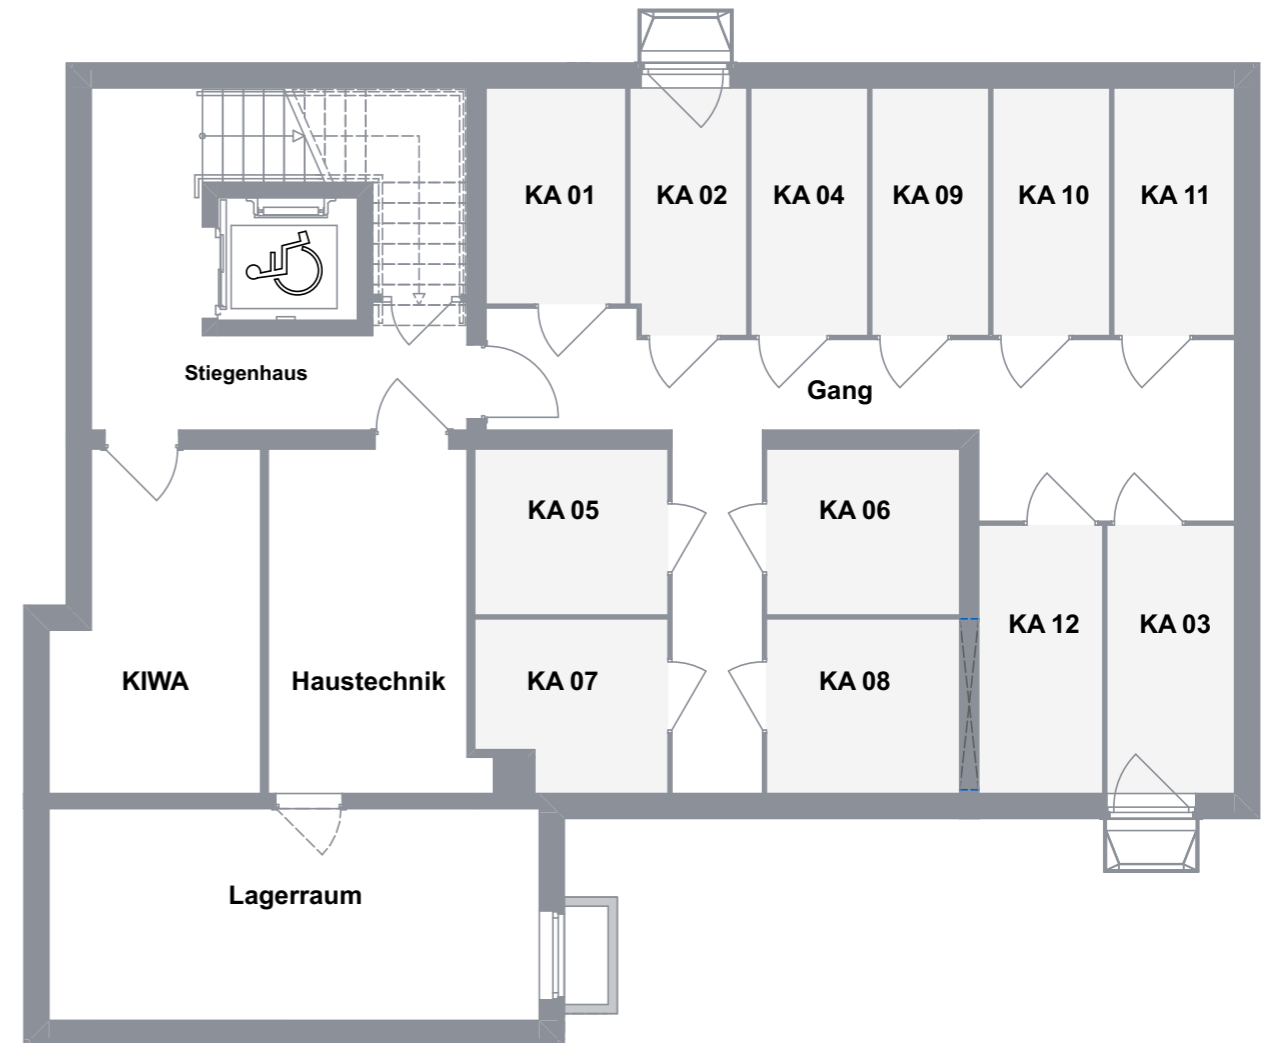 KA 01
KA 02
KA 04
KA 09
KA 10
KA 11
Stiegenhaus
Gang
KA 05
KA 06
KA 12
KA 03
KIWA
Haustechnik
KA 07
KA 08
Lagerraum